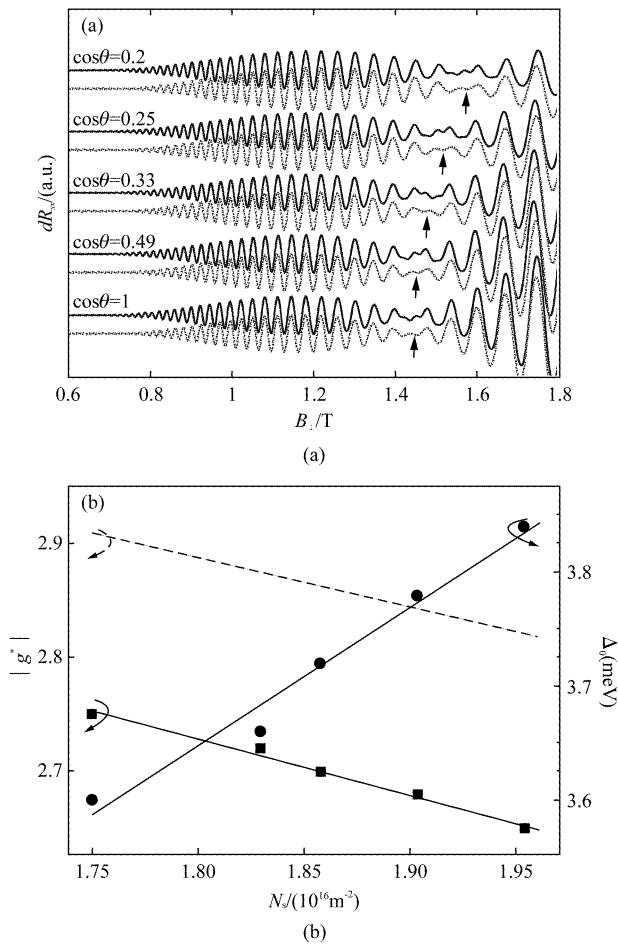 (a)
cosθ=0.2
cosθ=0.25
cosθ=0.33
cosθ=0.49
cosθ=1
dRₓₓ/(a.u.)
0.6 0.8 1 1.2 1.4 1.6 1.8
B⊥/T
(a)
(b)
2.9
2.8
2.7
|g*|
3.8
3.7
3.6
Δ₀(meV)
1.75 1.80 1.85 1.90 1.95
Nₛ/(10¹⁶m⁻²)
(b)